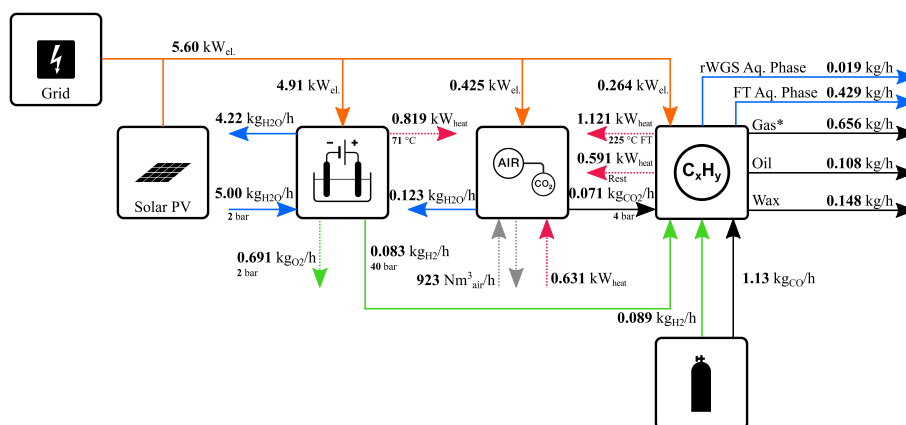 Grid
5.60 kWel.
4.91 kWel.
0.425 kWel.
0.264 kWel.
rWGS Aq. Phase 0.019 kg/h
FT Aq. Phase 0.429 kg/h
Gas* 0.656 kg/h
Oil 0.108 kg/h
Wax 0.148 kg/h
Solar PV
4.22 kgH2O/h
5.00 kgH2O/h
2 bar
- +
0.819 kWheat
71 °C
0.691 kgO2/h
2 bar
0.083 kgH2/h
40 bar
0.123 kgH2O/h
AIR
CO2
923 Nm3air/h
0.631 kWheat
1.121 kWheat
225 °C FT
0.591 kWheat
Rest
0.071 kgCO2/h
4 bar
CxHy
0.089 kgH2/h
1.13 kgCO/h